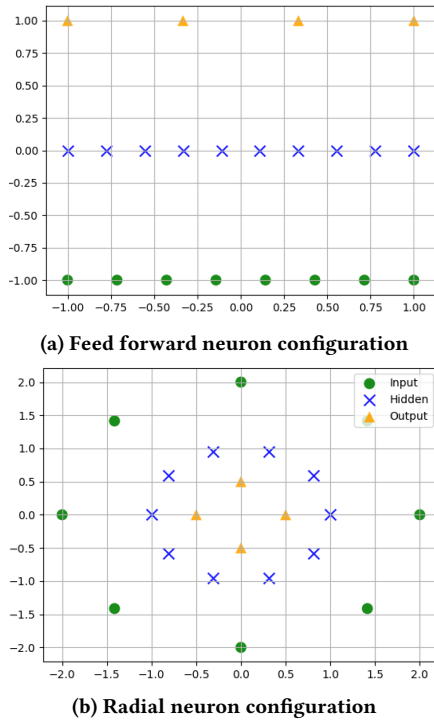 1.00
0.75
0.50
0.25
0.00
−0.25
−0.50
−0.75
−1.00
−1.00 −0.75 −0.50 −0.25 0.00 0.25 0.50 0.75 1.00
(a) Feed forward neuron configuration
2.0
1.5
1.0
0.5
0.0
−0.5
−1.0
−1.5
−2.0
Input
Hidden
Output
−2.0 −1.5 −1.0 −0.5 0.0 0.5 1.0 1.5 2.0
(b) Radial neuron configuration